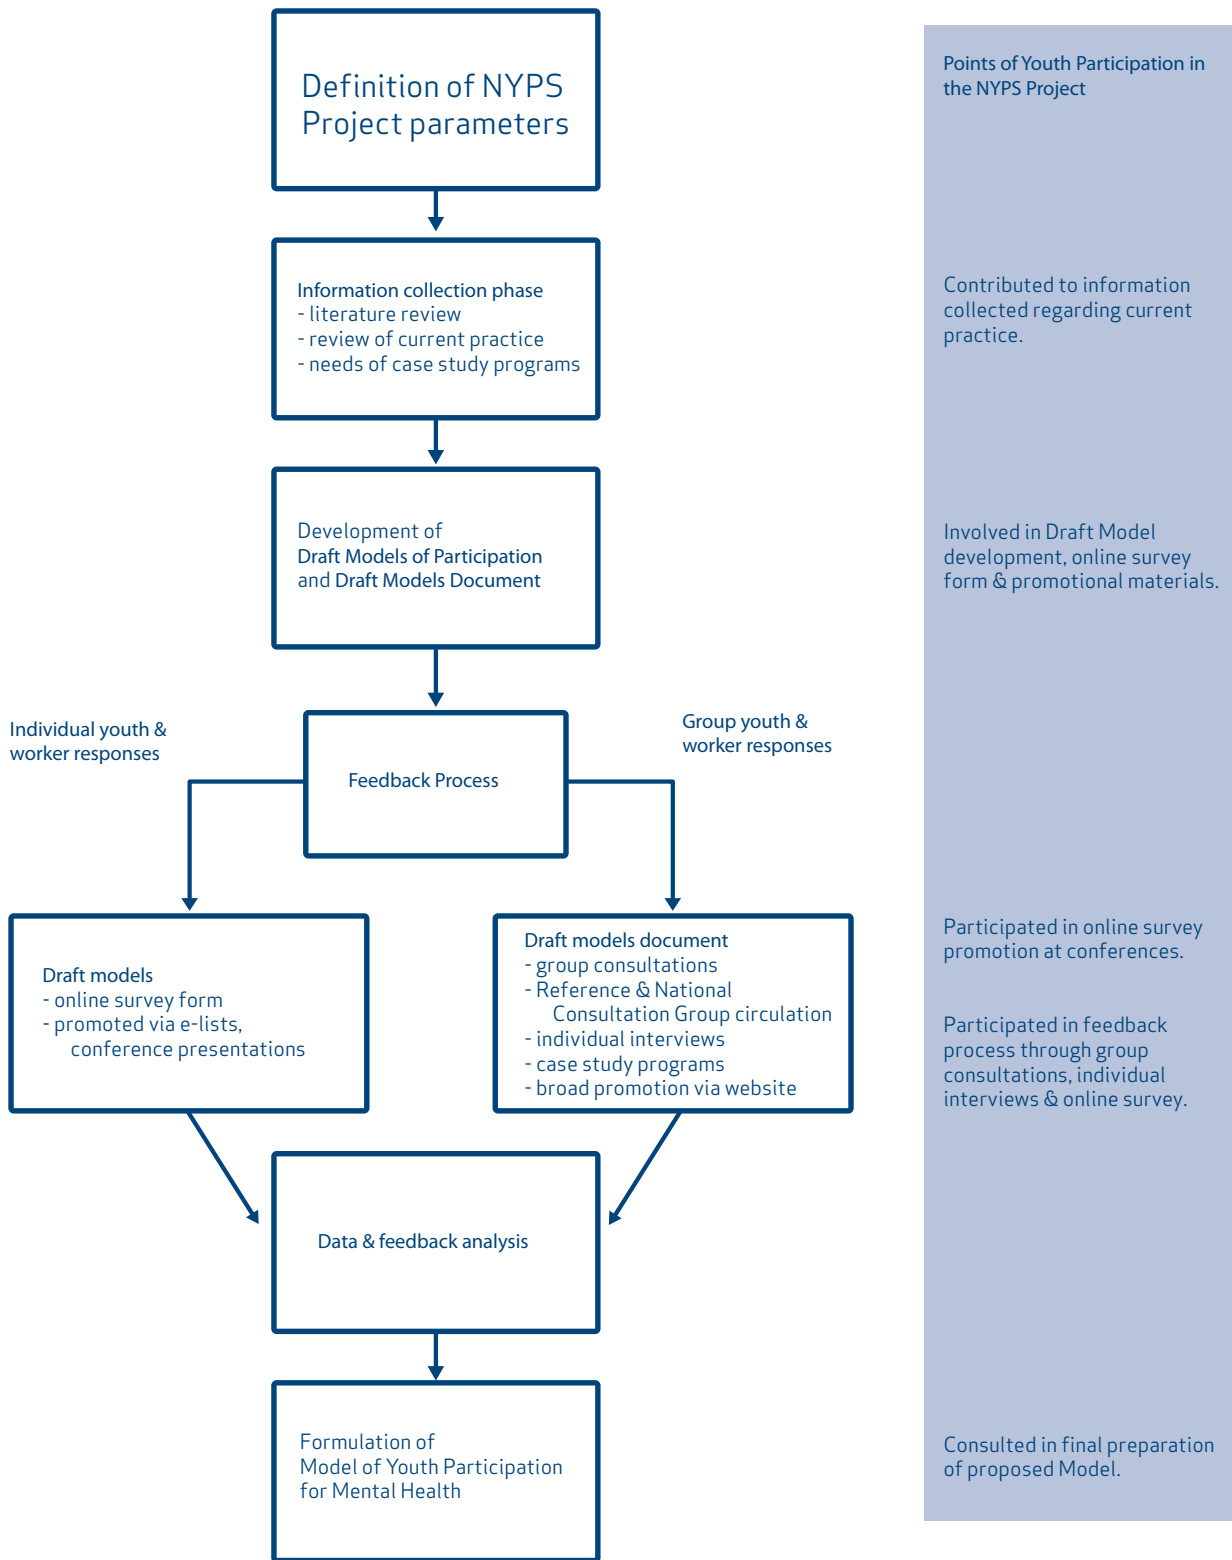 Definition of NYPS
Project parameters
Points of Youth Participation in
the NYPS Project
Information collection phase
- literature review
- review of current practice
- needs of case study programs
Contributed to information
collected regarding current
practice.
Development of
Draft Models of Participation
and Draft Models Document
Involved in Draft Model
development, online survey
form & promotional materials.
Individual youth &
worker responses
Feedback Process
Group youth &
worker responses
Draft models
- online survey form
- promoted via e-lists,
conference presentations
Draft models document
- group consultations
- Reference & National
Consultation Group circulation
- individual interviews
- case study programs
- broad promotion via website
Participated in online survey
promotion at conferences.
Participated in feedback
process through group
consultations, individual
interviews & online survey.
Data & feedback analysis
Formulation of
Model of Youth Participation
for Mental Health
Consulted in final preparation
of proposed Model.